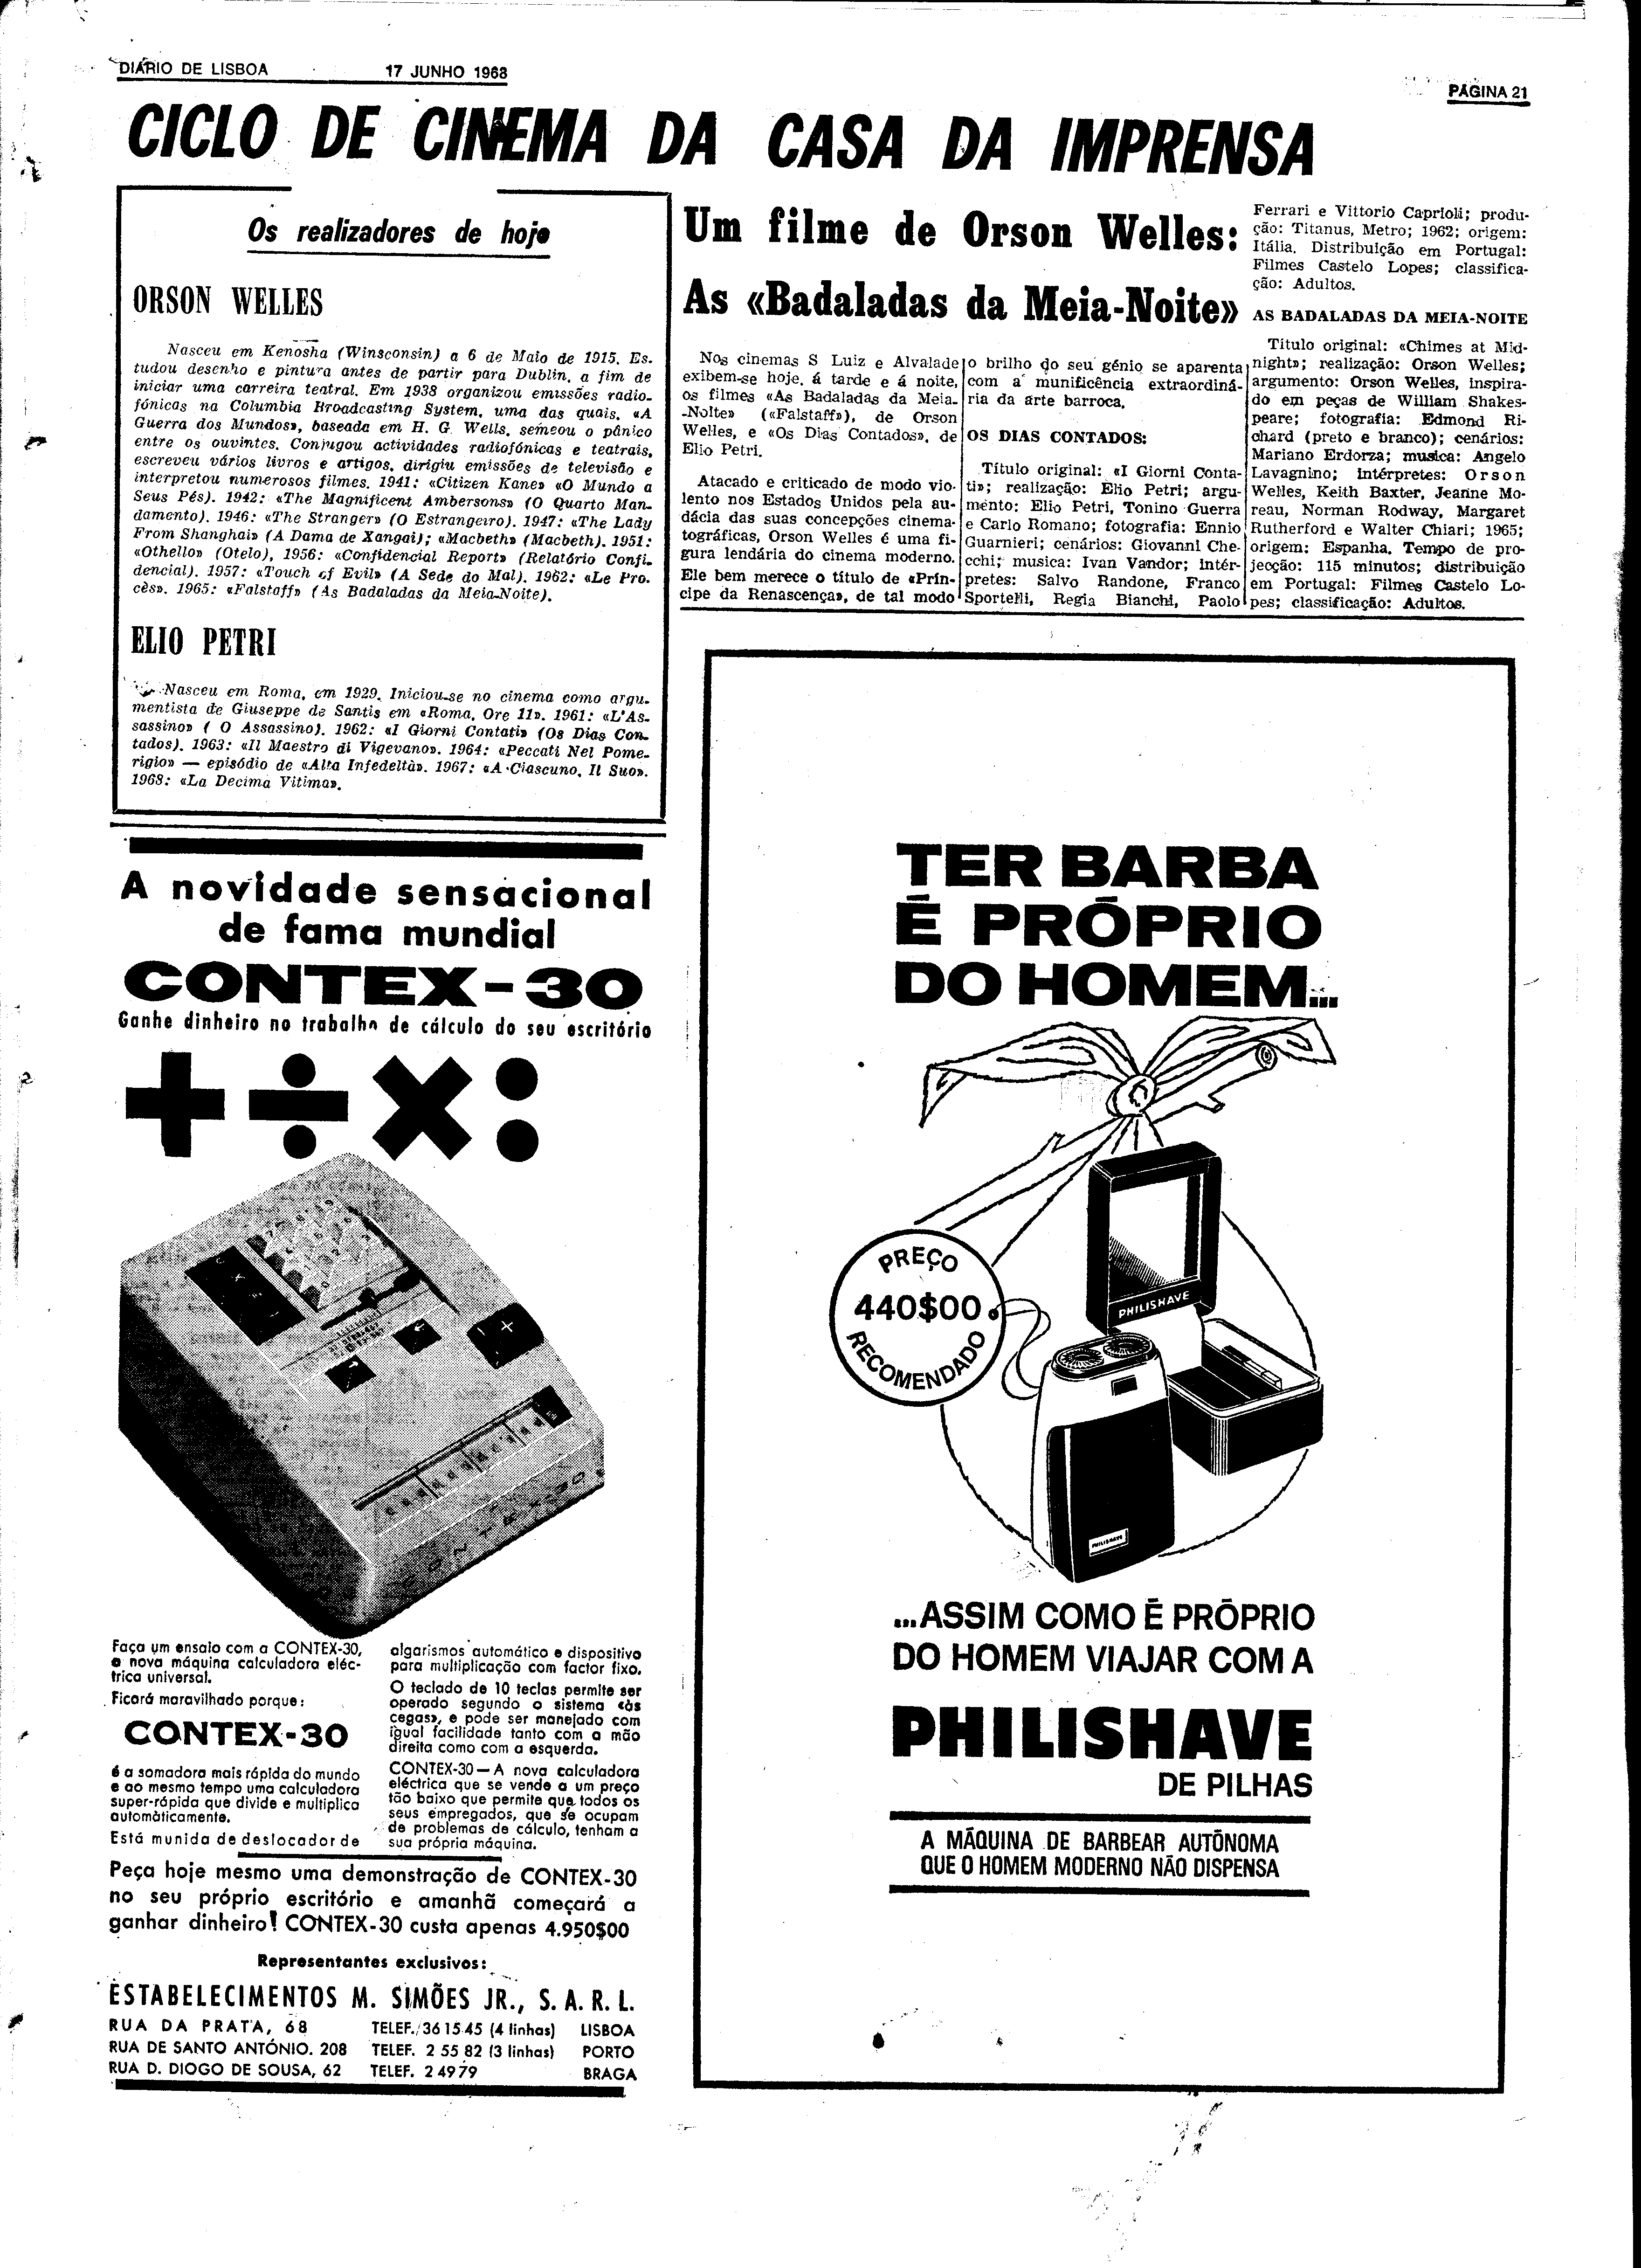 DIÁRIO DE LISBOA 17 JUNHO 1968
PÁGINA 21
CICLO DE CINEMA DA CASA DA IMPRENSA
Os realizadores de hoje
ORSON WELLES
Nasceu em Kenosha (Winsconsin) a 6 de Maio de 1915. Es-
tudou desenho e pintura antes de partir para Dublin, a fim de
iniciar uma carreira teatral. Em 1938 organizou emissões radio-
fónicas na Columbia Broadcasting System, uma das quais, «A
Guerra dos Mundos», baseada em H. G. Wells, semeou o pânico
entre os ouvintes. Conjugou actividades radiofónicas e teatrais,
escreveu vários livros e artigos, dirigiu emissões de televisão e
interpretou numerosos filmes. 1941: «Citizen Kane» «O Mundo a
Seus Pés). 1942: «The Magnificent Ambersons» (O Quarto Man-
damento). 1946: «The Stranger» (O Estrangeiro). 1947: «The Lady
From Shanghai» (A Dama de Xangai); «Macbeth» (Macbeth). 1951:
«Othello» (Otelo), 1956: «Confidencial Report» (Relatório Confi-
dencial). 1957: «Touch of Evil» (A Sede do Mal). 1962: «Le Pro-
cès». 1965: «Falstaff» (As Badaladas da Meia-Noite).
ELIO PETRI
Nasceu em Roma, em 1929. Iniciou-se no cinema como argu-
mentista de Giuseppe de Santis em «Roma, Ore 11». 1961: «L'As-
sassino» ( O Assassino). 1962: «I Giorni Contati» (Os Dias Con-
tados). 1963: «Il Maestro di Vigevano». 1964: «Peccati Nel Pome-
rigio» — episódio de «Alta Infedeltà». 1967: «A Ciascuno, Il Suo».
1968: «La Decima Vitima».
Um filme de Orson Welles:
As «Badaladas da Meia-Noite»
Nos cinemas S Luiz e Alvalade
exibem-se hoje, á tarde e á noite,
os filmes «As Badaladas da Meia-
-Noite» («Falstaff»), de Orson
Welles, e «Os Dias Contados», de
Elio Petri.
Atacado e criticado de modo vio-
lento nos Estados Unidos pela au-
dácia das suas concepções cinema-
tográficas, Orson Welles é uma fi-
gura lendária do cinema moderno.
Ele bem merece o título de «Prín-
cipe da Renascença», de tal modo
o brilho do seu génio se aparenta
com a munificência extraordiná-
ria da arte barroca.
OS DIAS CONTADOS:
Título original: «I Giorni Conta-
ti»; realização: Elio Petri; argu-
mento: Elio Petri, Tonino Guerra
e Carlo Romano; fotografia: Ennio
Guarnieri; cenários: Giovanni Che-
cchi; musica: Ivan Vandor; intér-
pretes: Salvo Randone, Franco
Sportelli, Regia Bianchi, Paolo
Ferrari e Vittorio Caprioli; produ-
ção: Titanus, Metro; 1962; origem:
Itália. Distribuição em Portugal:
Filmes Castelo Lopes; classifica-
ção: Adultos.
AS BADALADAS DA MEIA-NOITE
Título original: «Chimes at Mid-
night»; realização: Orson Welles;
argumento: Orson Welles, inspira-
do em peças de William Shakes-
peare; fotografia: Edmond Ri-
chard (preto e branco); cenários:
Mariano Erdorza; musica: Angelo
Lavagnino; intérpretes: Orson
Welles, Keith Baxter, Jeanne Mo-
reau, Norman Rodway, Margaret
Rutherford e Walter Chiari; 1965;
origem: Espanha. Tempo de pro-
jecção: 115 minutos; distribuição
em Portugal: Filmes Castelo Lo-
pes; classificação: Adultos.
A novidade sensacional
de fama mundial
CONTEX-30
Ganhe dinheiro no trabalho de cálculo do seu escritório
+ ÷ × :
CONTEX-30
Faça um ensaio com a CONTEX-30,
a nova máquina calculadora eléc-
trica universal.
Ficará maravilhado porque:
CONTEX-30
é a somadora mais rápida do mundo
e ao mesmo tempo uma calculadora
super-rápida que divide e multiplica
automàticamente.
Está munida de deslocador de
algarismos automático e dispositivo
para multiplicação com factor fixo.
O teclado de 10 teclas permite ser
operado segundo o sistema «às
cegas», e pode ser manejado com
igual facilidade tanto com a mão
direita como com a esquerda.
CONTEX-30 — A nova calculadora
eléctrica que se vende a um preço
tão baixo que permite que todos os
seus empregados, que se ocupam
de problemas de cálculo, tenham a
sua própria máquina.
Peça hoje mesmo uma demonstração de CONTEX-30
no seu próprio escritório e amanhã começará a
ganhar dinheiro! CONTEX-30 custa apenas 4.950$00
Representantes exclusivos:
ESTABELECIMENTOS M. SIMÕES JR., S. A. R. L.
RUA DA PRATA, 68 TELEF. 36 15 45 (4 linhas) LISBOA
RUA DE SANTO ANTÓNIO. 208 TELEF. 2 55 82 (3 linhas) PORTO
RUA D. DIOGO DE SOUSA, 62 TELEF. 2 49 79 BRAGA
TER BARBA
É PRÓPRIO
DO HOMEM...
PREÇO
440$00
RECOMENDADO
PHILISHAVE
PHILISHAVE
...ASSIM COMO É PRÓPRIO
DO HOMEM VIAJAR COM A
PHILISHAVE
DE PILHAS
A MÁQUINA DE BARBEAR AUTÓNOMA
QUE O HOMEM MODERNO NÃO DISPENSA